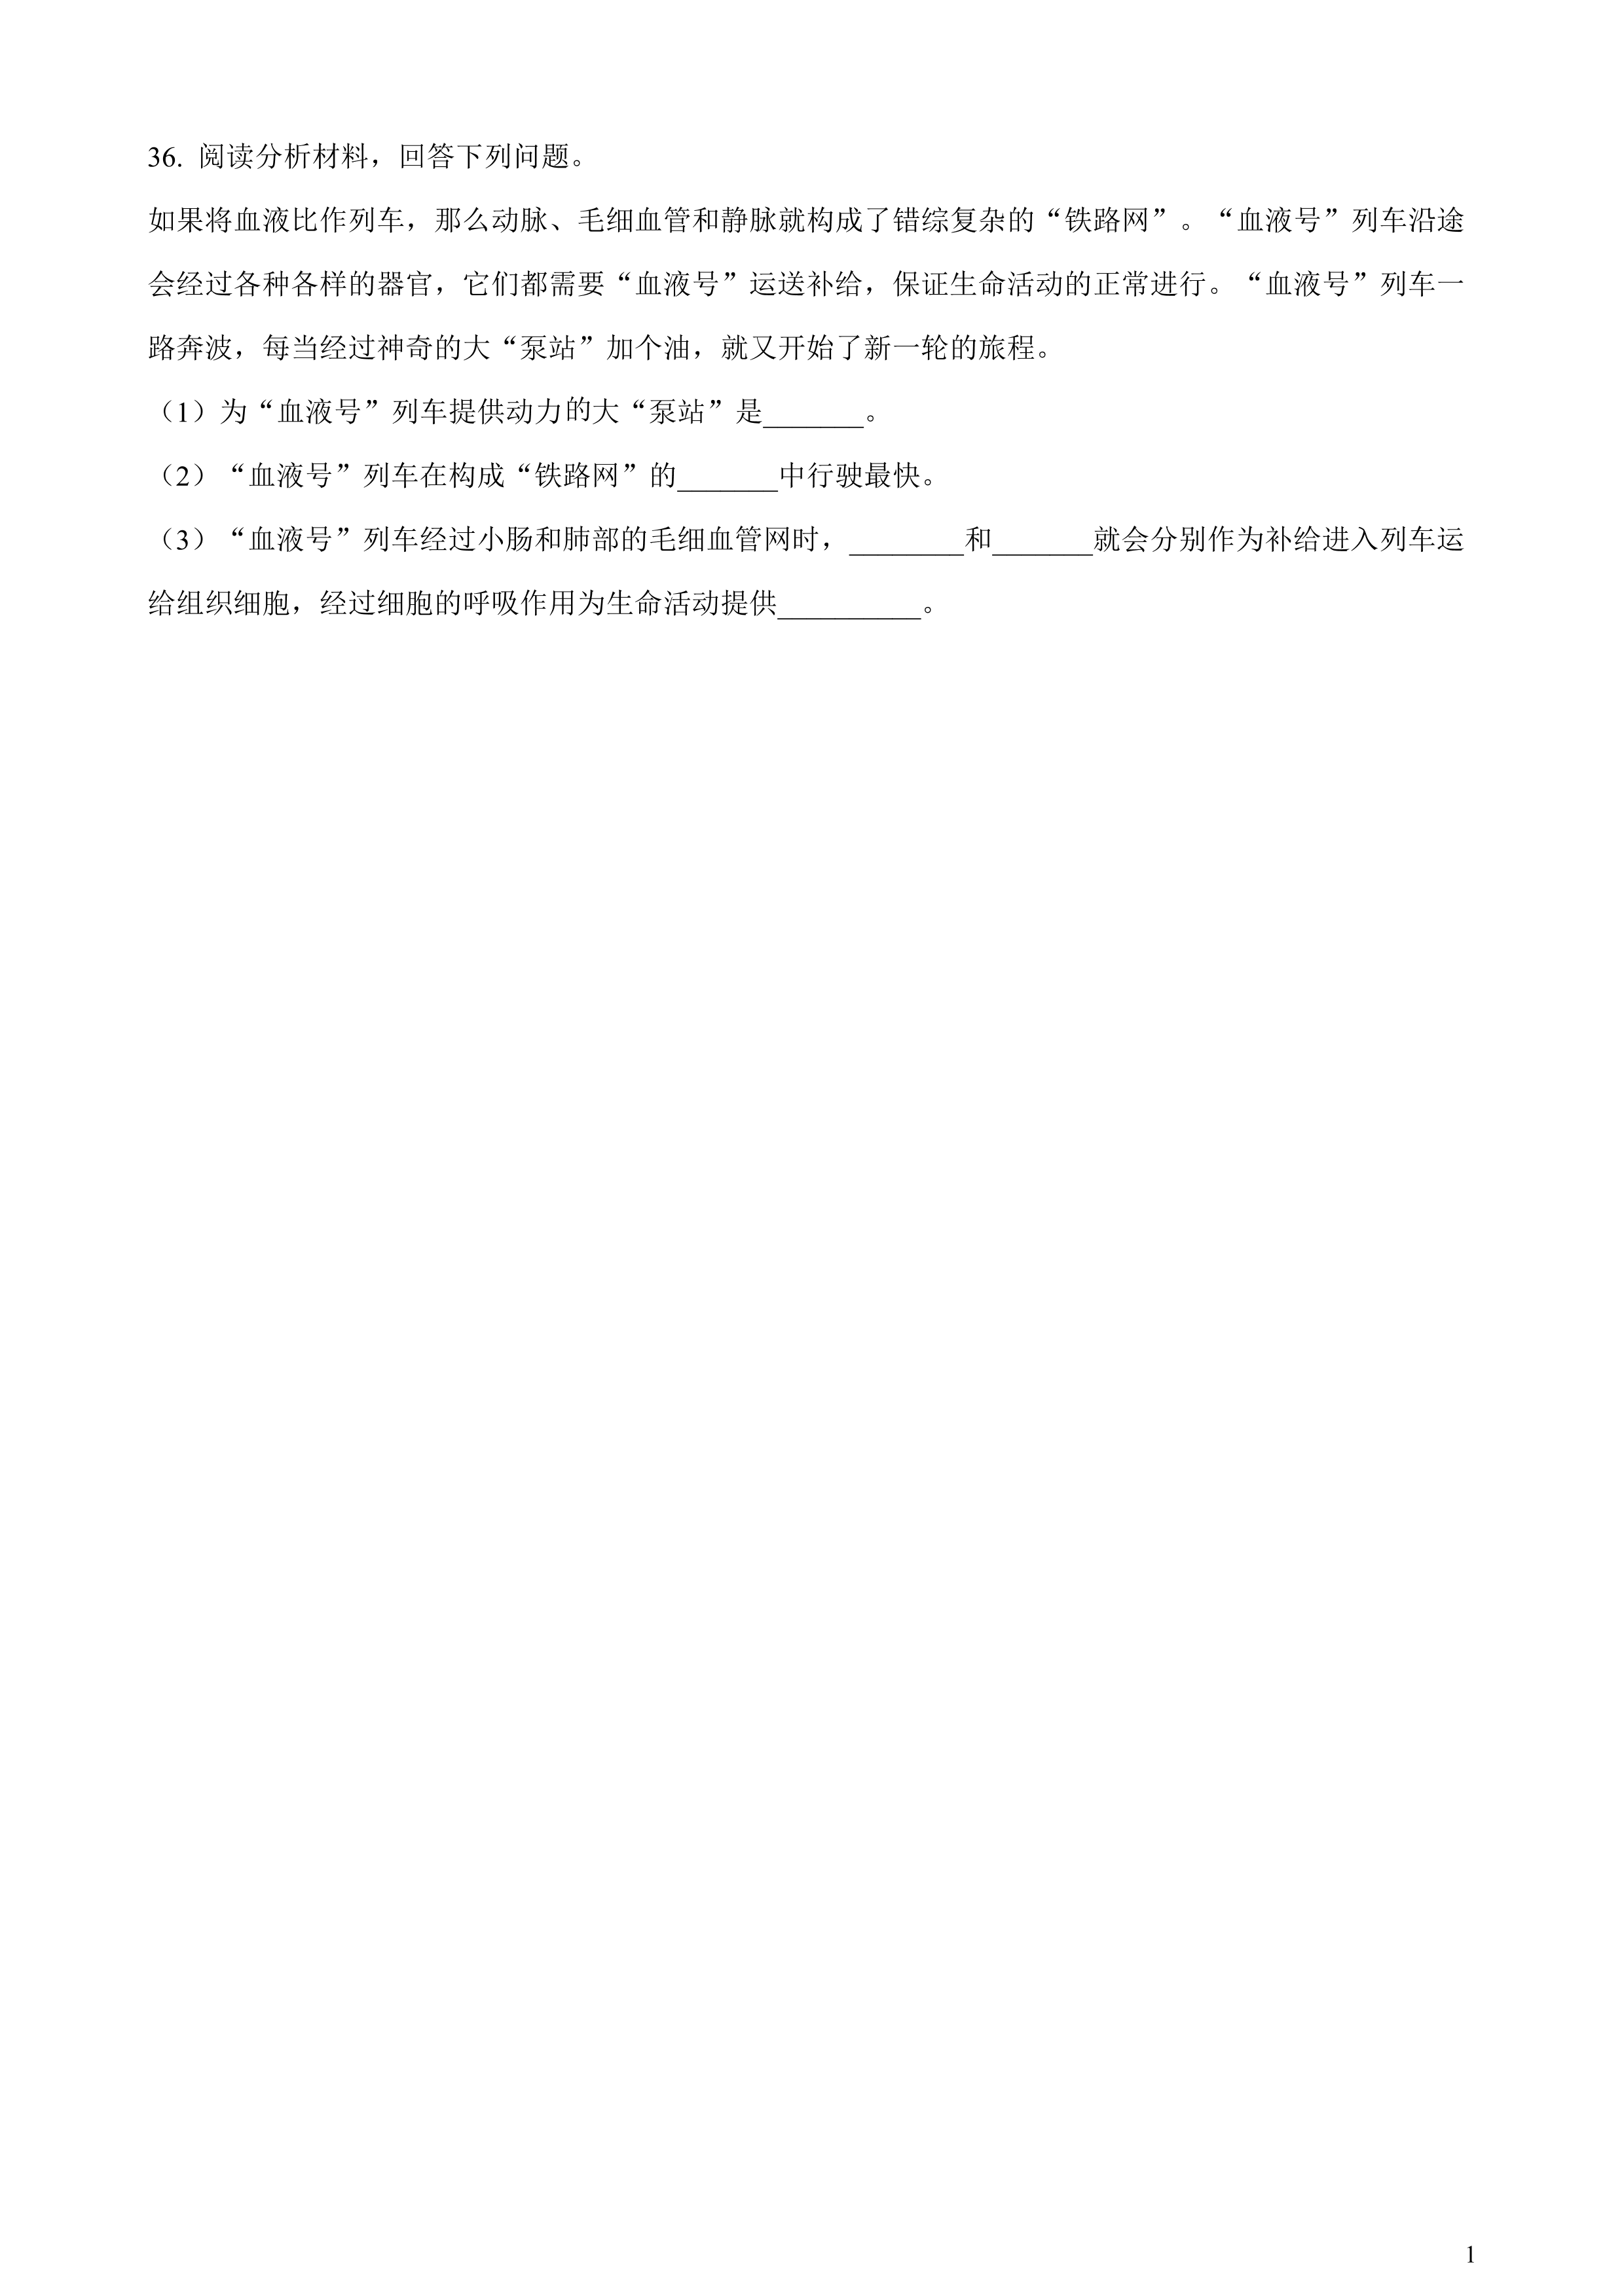 36. 阅读分析材料，回答下列问题。
如果将血液比作列车，那么动脉、毛细血管和静脉就构成了错综复杂的“铁路网”。“血液号”列车沿途
会经过各种各样的器官，它们都需要“血液号”运送补给，保证生命活动的正常进行。“血液号”列车一
路奔波，每当经过神奇的大“泵站”加个油，就又开始了新一轮的旅程。
（1）为“血液号”列车提供动力的大“泵站”是_______。
（2）“血液号”列车在构成“铁路网”的_______中行驶最快。
（3）“血液号”列车经过小肠和肺部的毛细血管网时，________和_______就会分别作为补给进入列车运
给组织细胞，经过细胞的呼吸作用为生命活动提供__________。
1